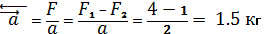 a = F/a = F₁ − F₂/a = 4 − 1/2 = 1.5 кг